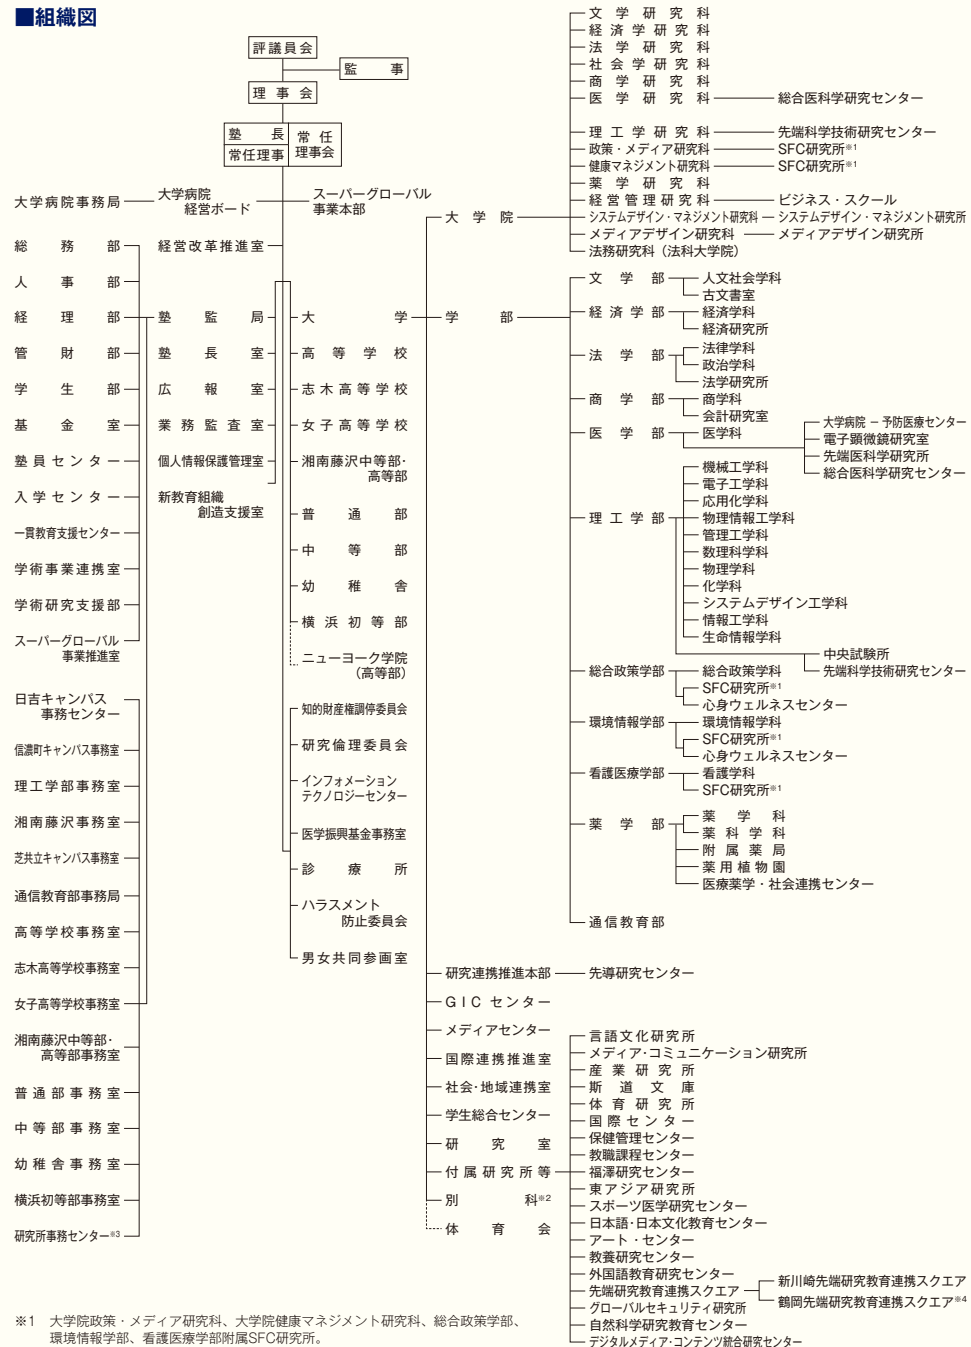 ■組織図
評議員会
監事
理事会
塾長
常任理事
常任
理事会
大学病院事務局
大学病院
経営ボード
スーパーグローバル
事業本部
総務部
人事部
経理部
管財部
学生部
基金室
塾員センター
入学センター
一貫教育支援センター
学術事業連携室
学術研究支援部
スーパーグローバル
事業推進室
日吉キャンパス
事務センター
信濃町キャンパス事務室
理工学部事務室
湘南藤沢事務室
芝共立キャンパス事務室
通信教育部事務局
高等学校事務室
志木高等学校事務室
女子高等学校事務室
湘南藤沢中等部・
高等部事務室
普通部事務室
中等部事務室
幼稚舎事務室
横浜初等部事務室
研究所事務センター※3
経営改革推進室
塾監局
塾長室
広報室
業務監査室
個人情報保護管理室
新教育組織
創造支援室
大学
高等学校
志木高等学校
女子高等学校
湘南藤沢中等部・
高等部
普通部
中等部
幼稚舎
横浜初等部
ニューヨーク学院
(高等部)
知的財産権調停委員会
研究倫理委員会
インフォメーション
テクノロジーセンター
医学振興基金事務室
診療所
ハラスメント
防止委員会
男女共同参画室
大学院
文学研究科
経済学研究科
法学研究科
社会学研究科
商学研究科
医学研究科 総合医科学研究センター
理工学研究科 先端科学技術研究センター
政策・メディア研究科 SFC研究所※1
健康マネジメント研究科 SFC研究所※1
薬学研究科
経営管理研究科 ビジネス・スクール
システムデザイン・マネジメント研究科 システムデザイン・マネジメント研究所
メディアデザイン研究科 メディアデザイン研究所
法務研究科(法科大学院)
学部
文学部 人文社会学科
古文書室
経済学部 経済学科
経済研究所
法学部
法律学科
政治学科
法学研究所
商学部 商学科
会計研究室
医学部 医学科
大学病院 予防医療センター
電子顕微鏡研究室
先端医科学研究所
総合医科学研究センター
理工学部
機械工学科
電子工学科
応用化学科
物理情報工学科
管理工学科
数理科学科
物理学科
化学科
システムデザイン工学科
情報工学科
生命情報学科
中央試験所
先端科学技術研究センター
総合政策学部 総合政策学科
SFC研究所※1
心身ウェルネスセンター
環境情報学部 環境情報学科
SFC研究所※1
心身ウェルネスセンター
看護医療学部 看護学科
SFC研究所※1
薬学部
薬学科
薬科学科
附属薬局
薬用植物園
医療薬学・社会連携センター
通信教育部
研究連携推進本部 先導研究センター
GICセンター
メディアセンター
国際連携推進室
社会・地域連携室
学生総合センター
研究室
付属研究所等
別科※2
体育会
言語文化研究所
メディア・コミュニケーション研究所
産業研究所
斯道文庫
体育研究所
国際センター
保健管理センター
教職課程センター
福澤研究センター
東アジア研究所
スポーツ医学研究センター
日本語・日本文化教育センター
アート・センター
教養研究センター
外国語教育研究センター
先端研究教育連携スクエア
新川崎先端研究教育連携スクエア
鶴岡先端研究教育連携スクエア※4
グローバルセキュリティ研究所
自然科学研究教育センター
デジタルメディア・コンテンツ統合研究センター
※1 大学院政策・メディア研究科、大学院健康マネジメント研究科、総合政策学部、
環境情報学部、看護医療学部附属SFC研究所。